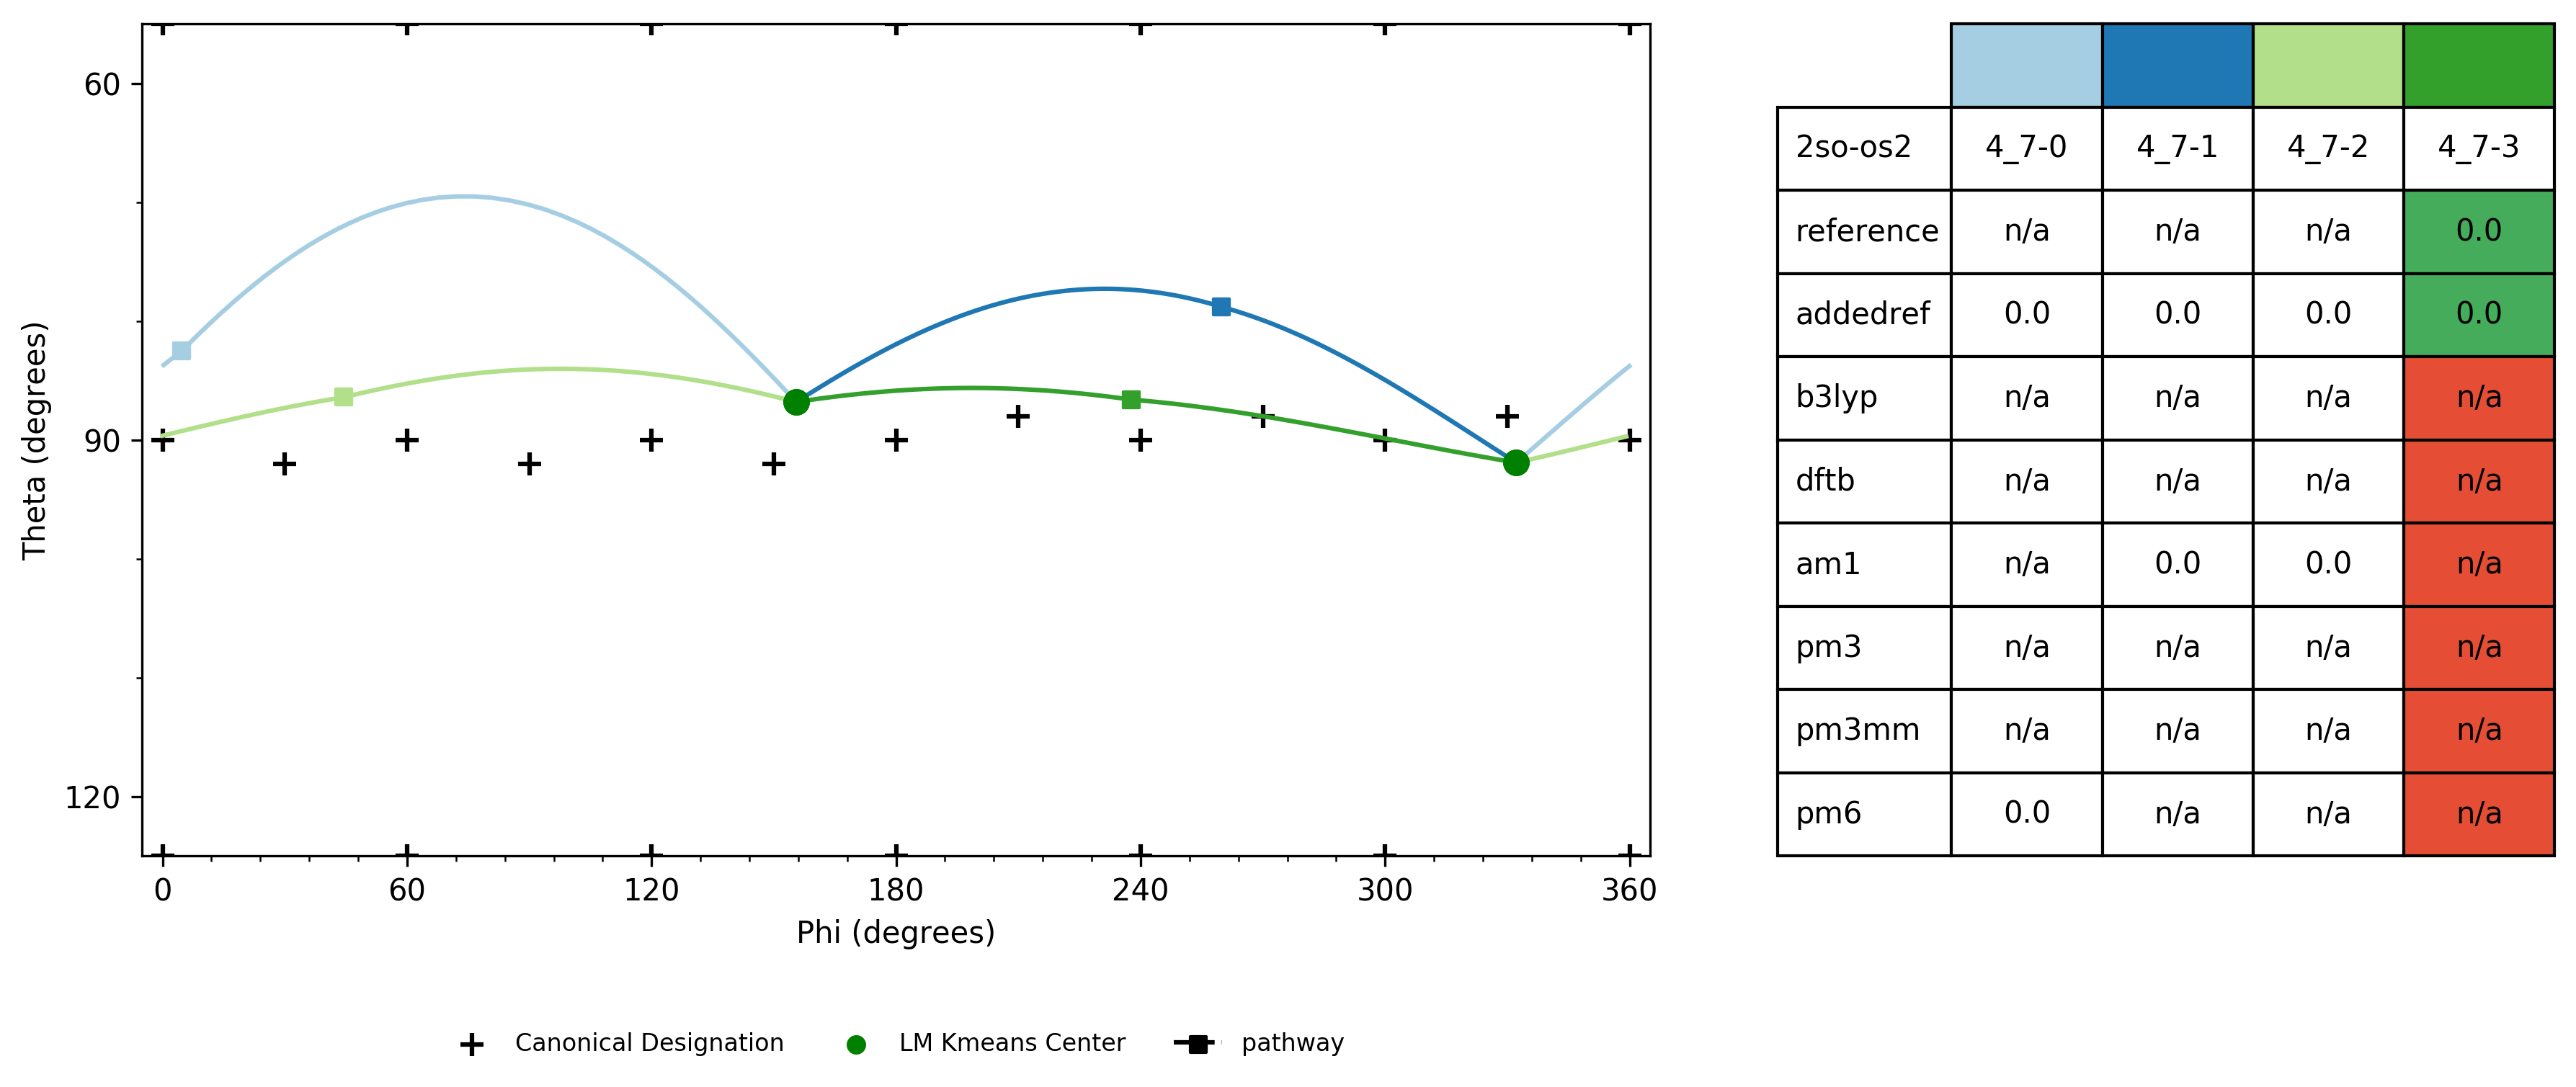 60
90
120
Theta (degrees)
0 60 120 180 240 300 360
Phi (degrees)
Canonical Designation LM Kmeans Center pathway
2so-os2 4_7-0 4_7-1 4_7-2 4_7-3
reference n/a n/a n/a 0.0
addedref 0.0 0.0 0.0 0.0
b3lyp n/a n/a n/a n/a
dftb n/a n/a n/a n/a
am1 n/a 0.0 0.0 n/a
pm3 n/a n/a n/a n/a
pm3mm n/a n/a n/a n/a
pm6 0.0 n/a n/a n/a